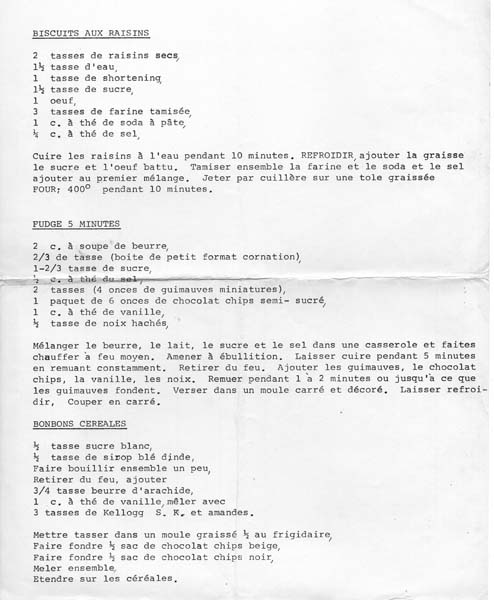 BISCUITS AUX RAISINS
2 tasses de raisins secs,
1½ tasse d'eau,
1 tasse de shortening,
1½ tasse de sucre,
1 oeuf,
3 tasses de farine tamisée,
1 c. à thé de soda à pâte,
¼ c. à thé de sel,
Cuire les raisins à l'eau pendant 10 minutes. REFROIDIR, ajouter la graisse
le sucre et l'oeuf battu. Tamiser ensemble la farine et le soda et le sel
ajouter au premier mélange. Jeter par cuillère sur une tole graissée
FOUR; 400° pendant 10 minutes.
FUDGE 5 MINUTES
2 c. à soupe de beurre,
2/3 de tasse (boite de petit format cornation),
1-2/3 tasse de sucre,
½ c. à thé du sel,
2 tasses (4 onces de guimauves miniatures),
1 paquet de 6 onces de chocolat chips semi- sucré,
1 c. à thé de vanille,
½ tasse de noix hachés,
Mélanger le beurre, le lait, le sucre et le sel dans une casserole et faites
chauffer à feu moyen. Amener à ébullition. Laisser cuire pendant 5 minutes
en remuant constamment. Retirer du feu. Ajouter les guimauves, le chocolat
chips, la vanille, les noix. Remuer pendant 1 à 2 minutes ou jusqu'à ce que
les guimauves fondent. Verser dans un moule carré et décoré. Laisser refroi-
dir, Couper en carré.
BONBONS CEREALES
½ tasse sucre blanc,
½ tasse de sirop blé dinde,
Faire bouillir ensemble un peu,
Retirer du feu, ajouter
3/4 tasse beurre d'arachide,
1 c. à thé de vanille, mêler avec
3 tasses de Kellogg S. K. et amandes.
Mettre tasser dans un moule graissé ½ au frigidaire,
Faire fondre ½ sac de chocolat chips beige,
Faire fondre ½ sac de chocolat chips noir,
Meler ensemble,
Etendre sur les céréales.